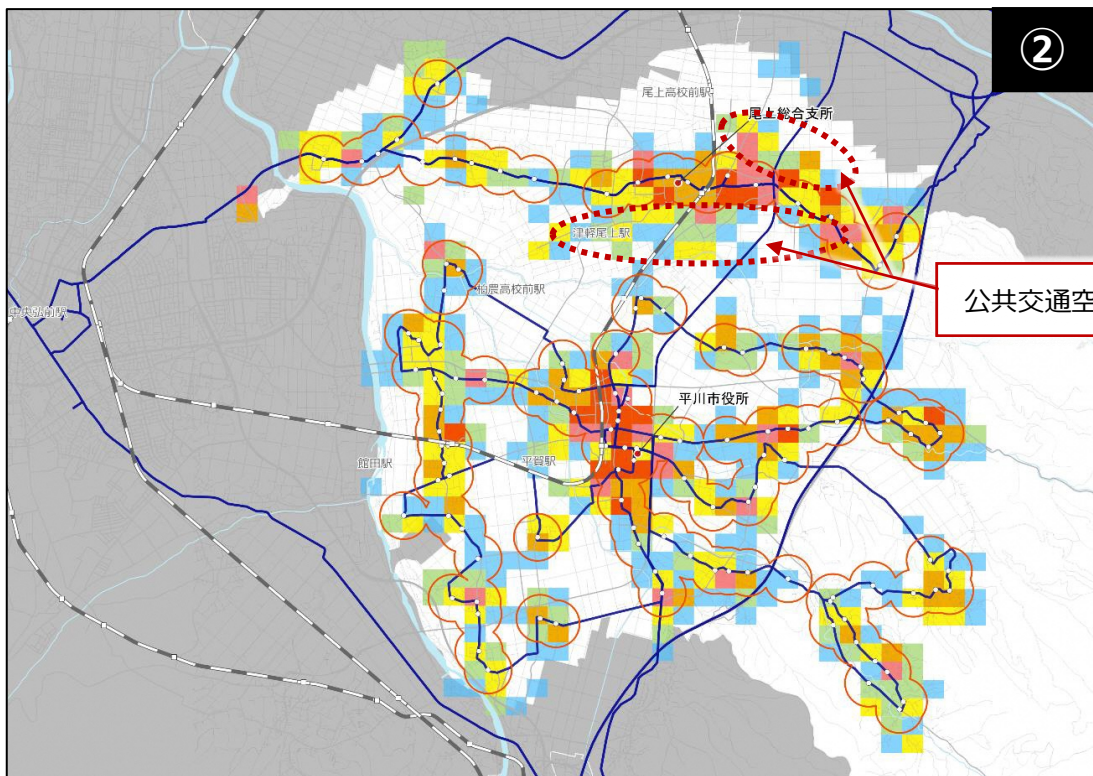 ②
尾上高校前駅
尾上総合支所
津軽尾上駅
柏農高校前駅
公共交通空
中央弘前駅
平川市役所
館田駅
平賀駅